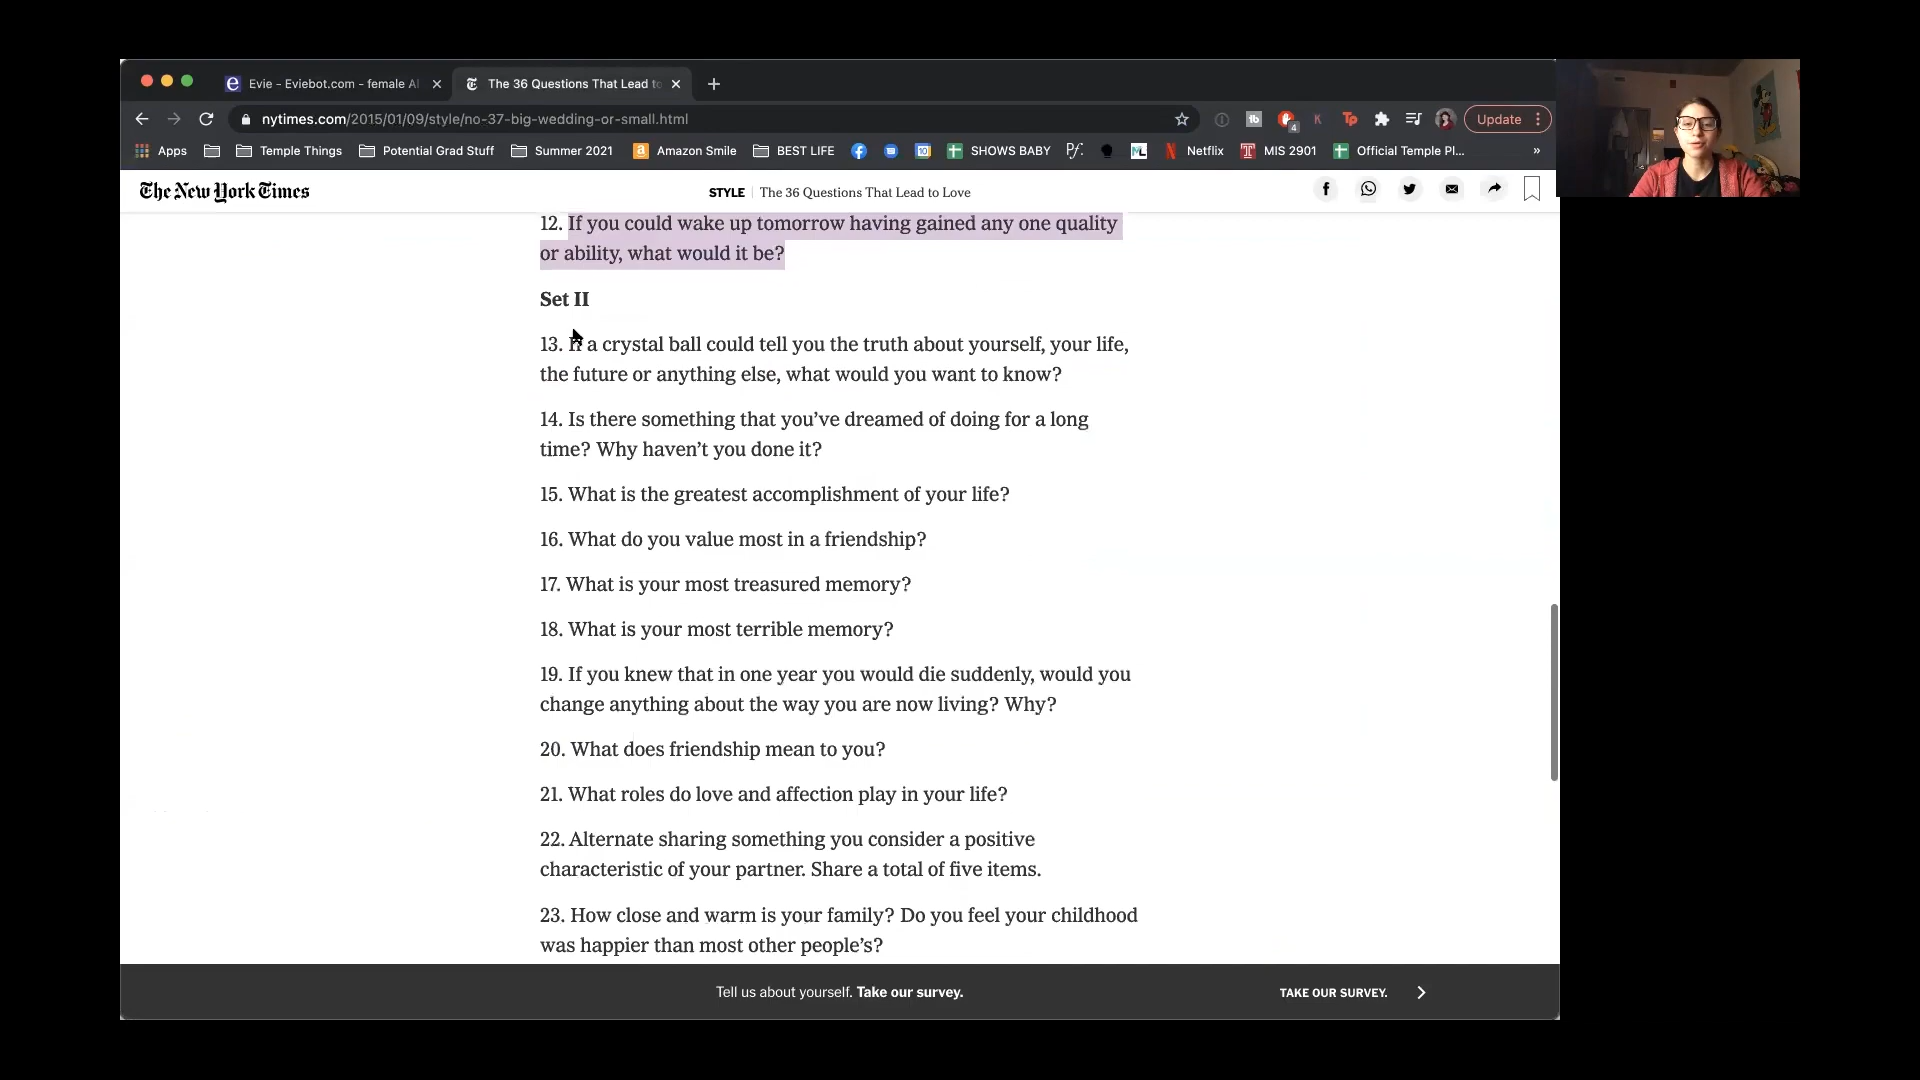 Evie - Eviebot.com - female AI
The 36 Questions That Lead to
nytimes.com/2015/01/09/style/no-37-big-wedding-or-small.html
4
Update
Apps
Temple Things
Potential Grad Stuff
Summer 2021
Amazon Smile
BEST LIFE
SHOWS BABY
Netflix
MIS 2901
Official Temple Pl...
»
The New York Times
STYLE | The 36 Questions That Lead to Love
12. If you could wake up tomorrow having gained any one quality
or ability, what would it be?
Set II
13. If a crystal ball could tell you the truth about yourself, your life,
the future or anything else, what would you want to know?
14. Is there something that you’ve dreamed of doing for a long
time? Why haven’t you done it?
15. What is the greatest accomplishment of your life?
16. What do you value most in a friendship?
17. What is your most treasured memory?
18. What is your most terrible memory?
19. If you knew that in one year you would die suddenly, would you
change anything about the way you are now living? Why?
20. What does friendship mean to you?
21. What roles do love and affection play in your life?
22. Alternate sharing something you consider a positive
characteristic of your partner. Share a total of five items.
23. How close and warm is your family? Do you feel your childhood
was happier than most other people’s?
Tell us about yourself. Take our survey.
TAKE OUR SURVEY.